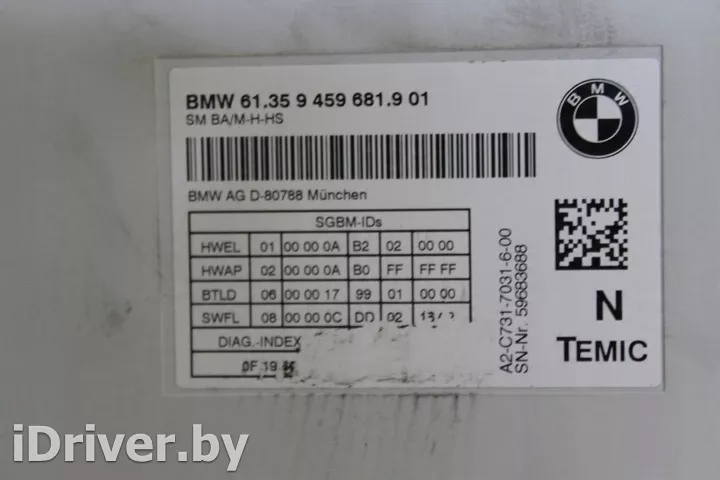 BMW 61.35 9 459 681.9 01
SM BA/M-H-HS
BMW
BMW AG D-80788 München
SGBM-IDs
HWEL 01 00 00 0A B2 02 00 00
HWAP 02 00 00 0A B0 FF FF FF
BTLD 06 00 00 17 99 01 00 00
SWFL 08 00 00 0C DD 02
DIAG.-INDEX
0F 19
A2-C731-7031-6-00
SN-Nr. 59683688
N
TEMIC
iDriver.by